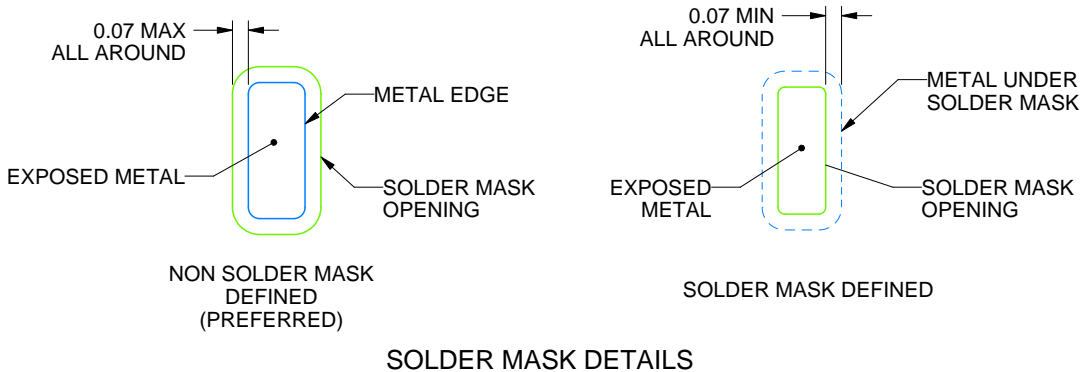 0.07 MAX
ALL AROUND
METAL EDGE
EXPOSED METAL
SOLDER MASK
OPENING
NON SOLDER MASK
DEFINED
(PREFERRED)
0.07 MIN
ALL AROUND
METAL UNDER
SOLDER MASK
EXPOSED
METAL
SOLDER MASK
OPENING
SOLDER MASK DEFINED
SOLDER MASK DETAILS